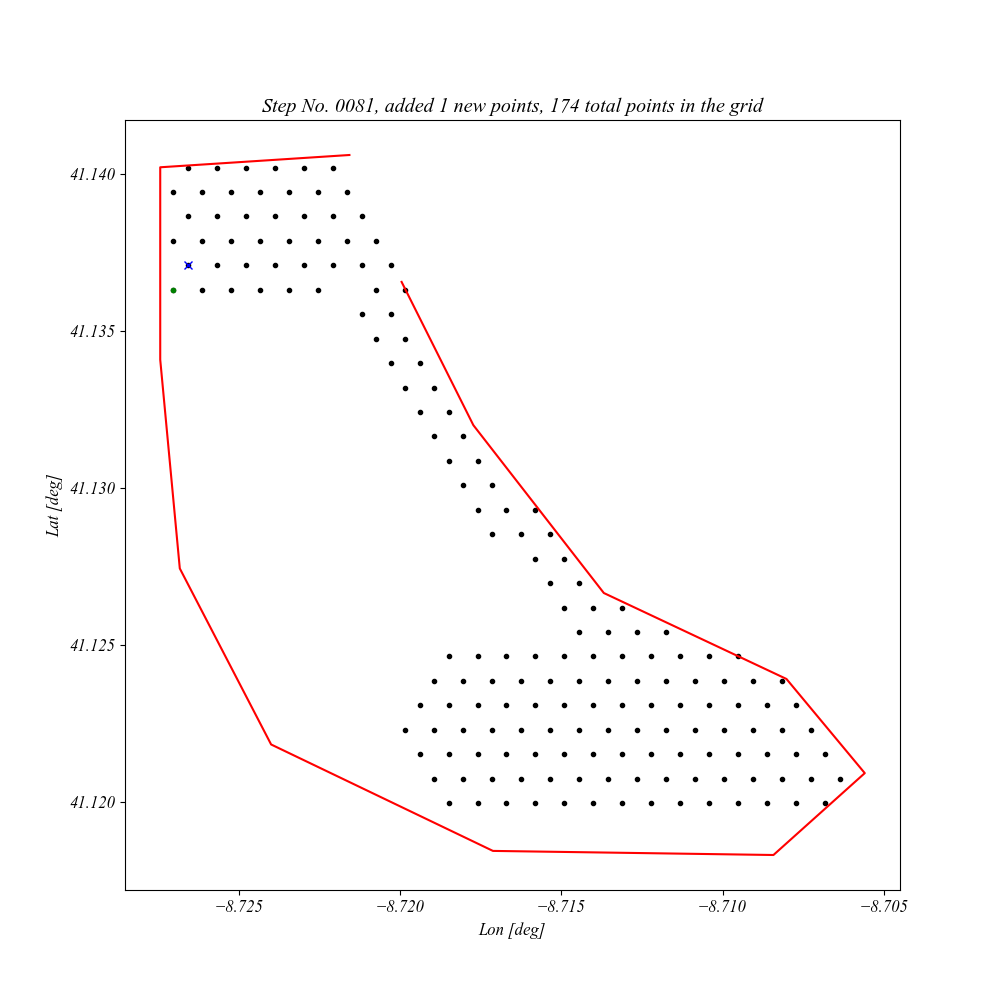 Step No. 0081, added 1 new points, 174 total points in the grid
41.140
41.135
41.130
41.125
41.120
Lat [deg]
−8.725 −8.720 −8.715 −8.710 −8.705
Lon [deg]